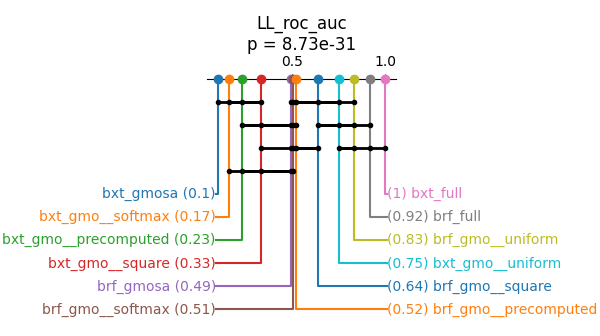 LL_roc_auc
p = 8.73e-31
0.5 1.0
bxt_gmosa (0.1) (1) bxt_full
bxt_gmo__softmax (0.17) (0.92) brf_full
bxt_gmo__precomputed (0.23) (0.83) brf_gmo__uniform
bxt_gmo__square (0.33) (0.75) bxt_gmo__uniform
brf_gmosa (0.49) (0.64) brf_gmo__square
brf_gmo__softmax (0.51) (0.52) brf_gmo__precomputed